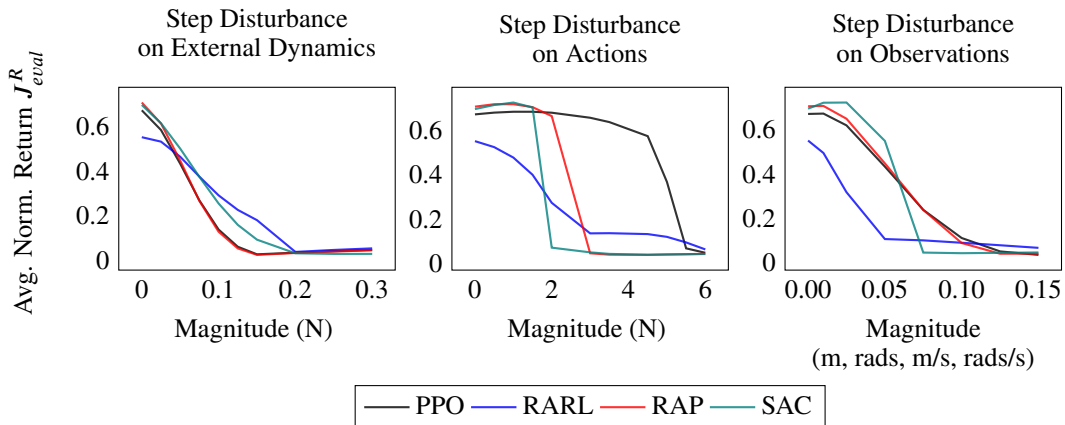 Step Disturbance
on External Dynamics
Step Disturbance
on Actions
Step Disturbance
on Observations
Avg. Norm. Return J^R_eval
0.6
0.4
0.2
0
0 0.1 0.2 0.3
Magnitude (N)
0.6
0.4
0.2
0
0 2 4 6
Magnitude (N)
0.6
0.4
0.2
0
0.00 0.05 0.10 0.15
Magnitude
(m, rads, m/s, rads/s)
PPO RARL RAP SAC